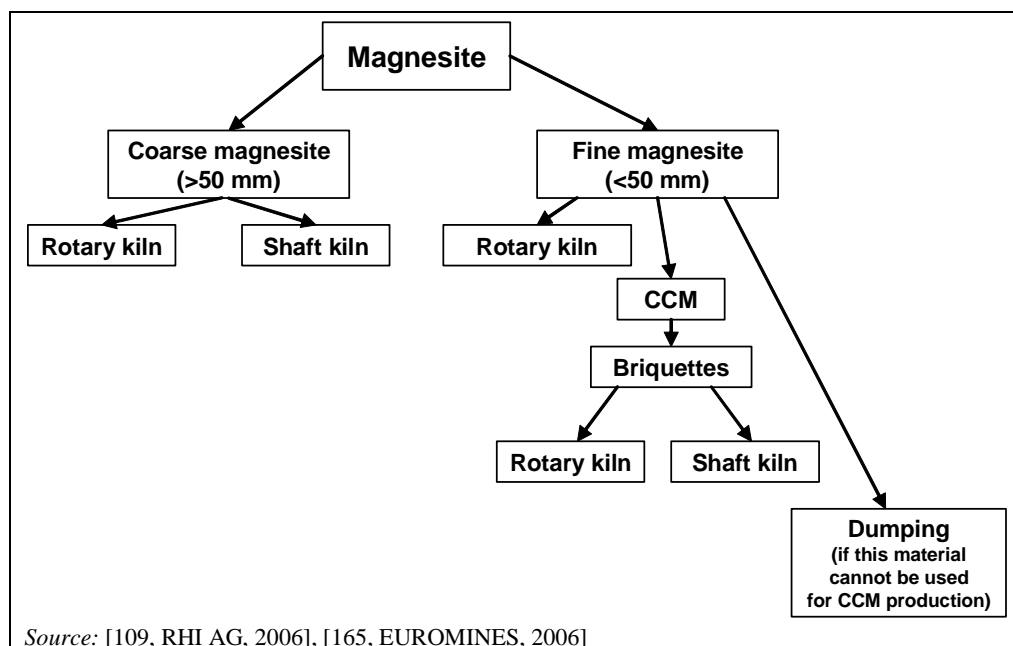 Magnesite
Coarse magnesite
(>50 mm)
Fine magnesite
(<50 mm)
Rotary kiln
Shaft kiln
Rotary kiln
CCM
Briquettes
Rotary kiln
Shaft kiln
Dumping
(if this material
cannot be used
for CCM production)
Source: [109, RHI AG, 2006], [165, EUROMINES, 2006]